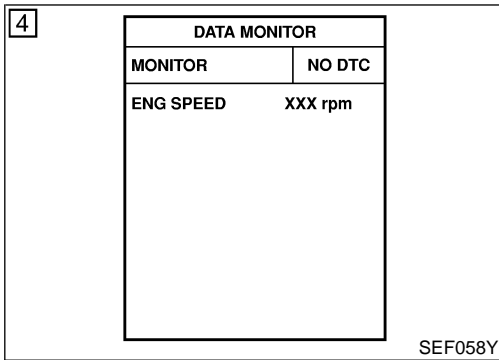 4
DATA MONITOR
MONITOR NO DTC
ENG SPEED XXX rpm
SEF058Y